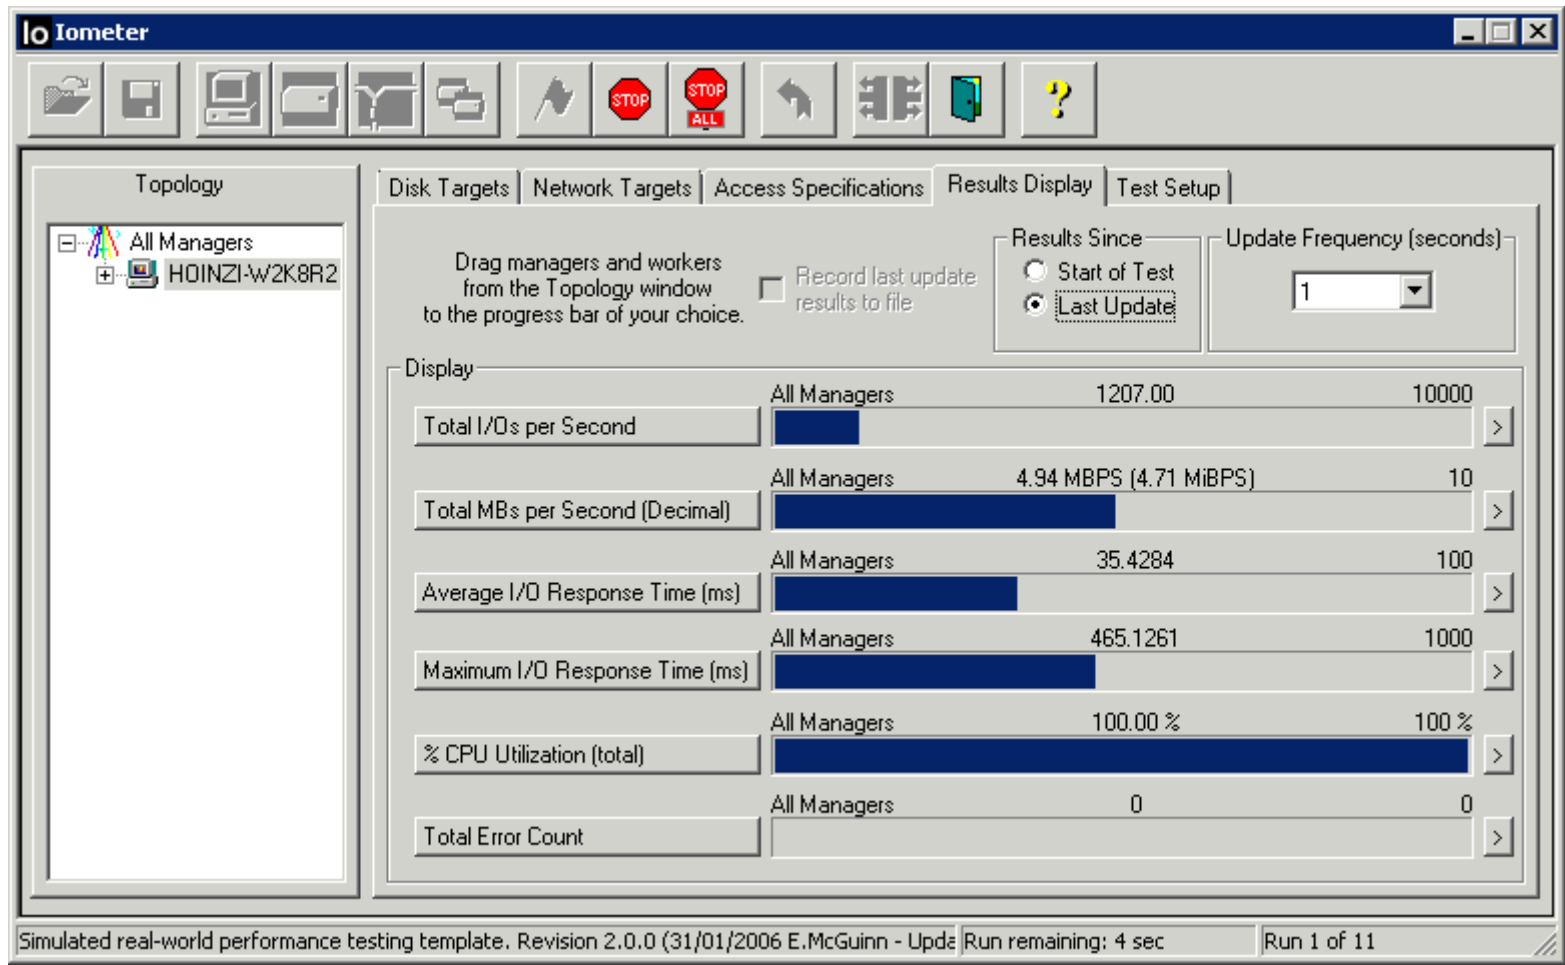 Io Iometer
STOP
STOP
ALL
?
Topology
All Managers
HOINZI-W2K8R2
Disk Targets
Network Targets
Access Specifications
Results Display
Test Setup
Drag managers and workers
from the Topology window
to the progress bar of your choice.
Record last update
results to file
Results Since
Start of Test
Last Update
Update Frequency (seconds)
1
Display
All Managers 1207.00 10000
Total I/Os per Second >
All Managers 4.94 MBPS (4.71 MiBPS) 10
Total MBs per Second (Decimal) >
All Managers 35.4284 100
Average I/O Response Time (ms) >
All Managers 465.1261 1000
Maximum I/O Response Time (ms) >
All Managers 100.00 % 100 %
% CPU Utilization (total) >
All Managers 0 0
Total Error Count >
Simulated real-world performance testing template. Revision 2.0.0 (31/01/2006 E.McGuinn - Upda
Run remaining: 4 sec
Run 1 of 11